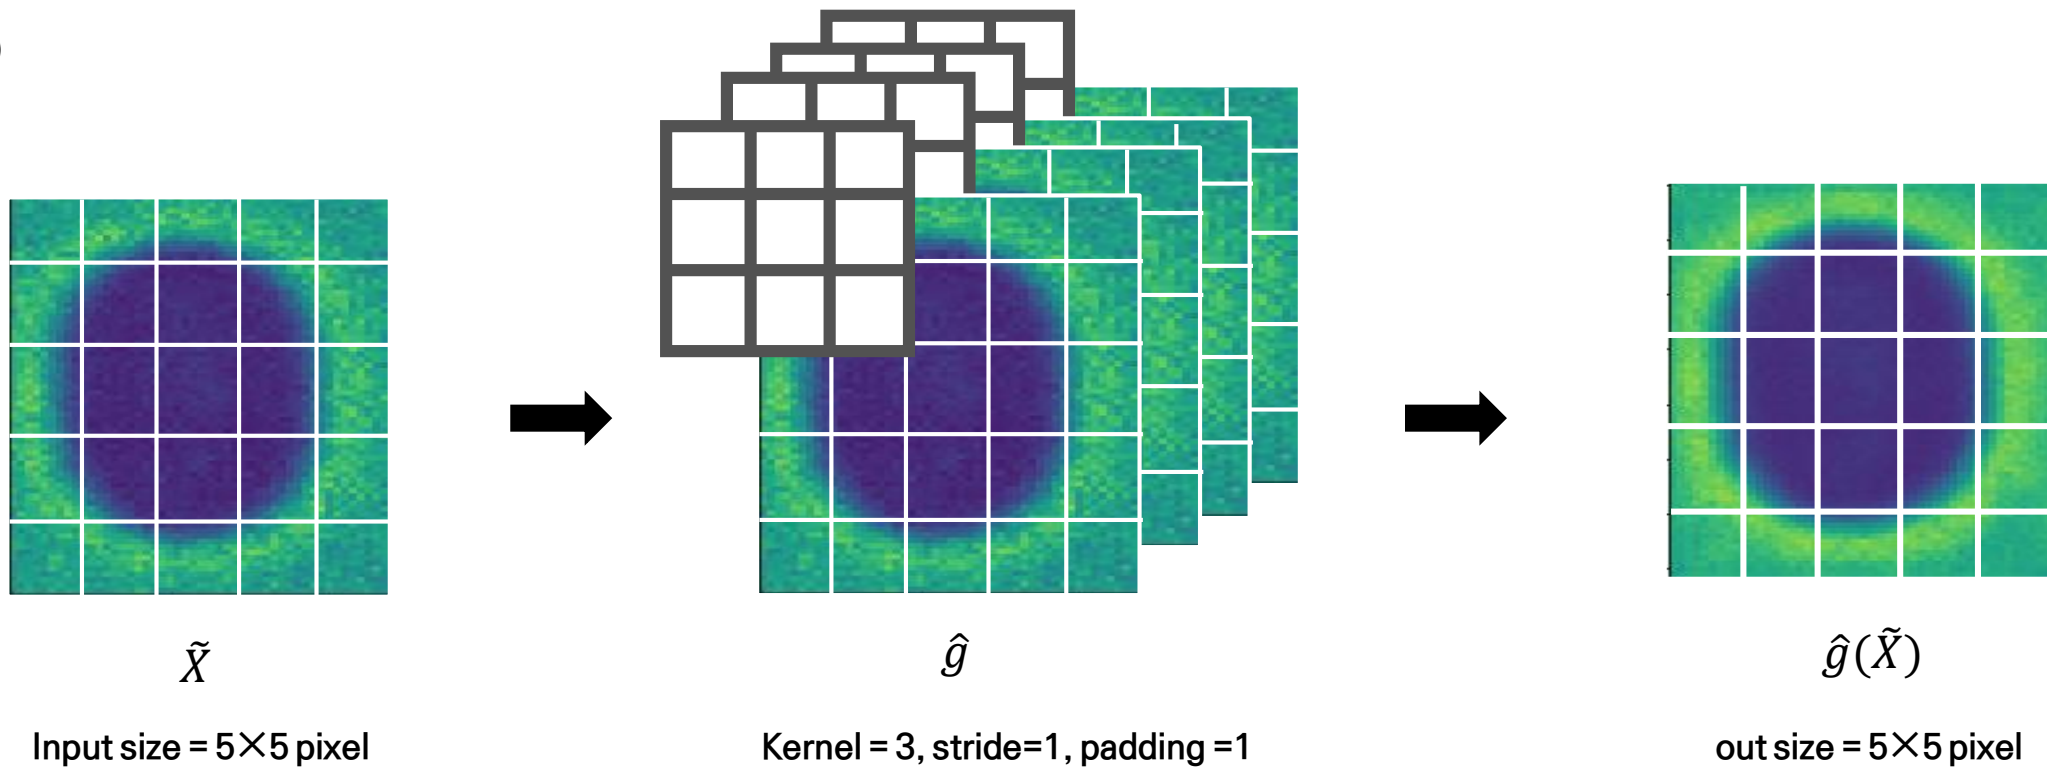 X̃
ĝ
ĝ(X̃)
Input size = 5×5 pixel
Kernel = 3, stride=1, padding =1
out size = 5×5 pixel